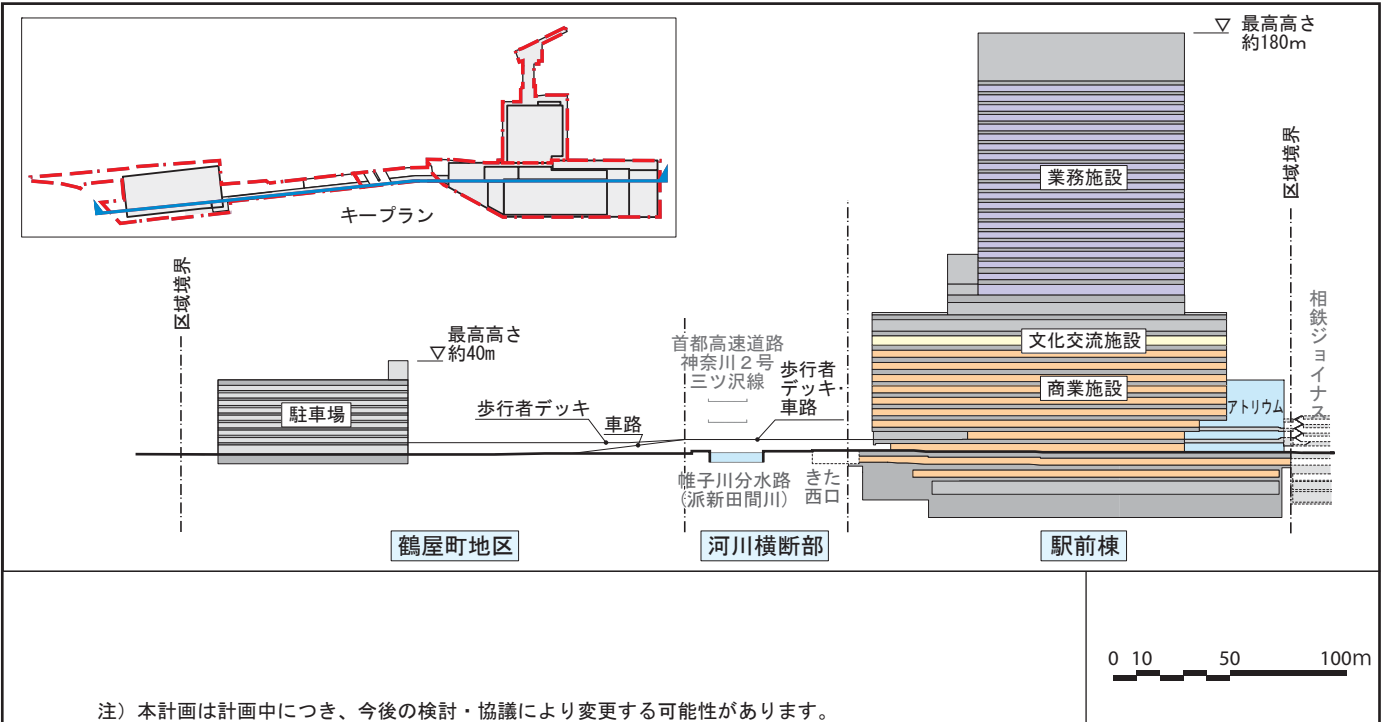 キープラン
▽ 最高高さ
約180m
区域境界
業務施設
文化交流施設
商業施設
アトリウム
相鉄ジョイナス
区域境界
最高高さ
▽約40m
駐車場
歩行者デッキ
車路
首都高速道路
神奈川2号
三ツ沢線
歩行者
デッキ・
車路
帷子川分水路
(派新田間川)
きた
西口
鶴屋町地区
河川横断部
駅前棟
0 10 50 100m
注）本計画は計画中につき、今後の検討・協議により変更する可能性があります。